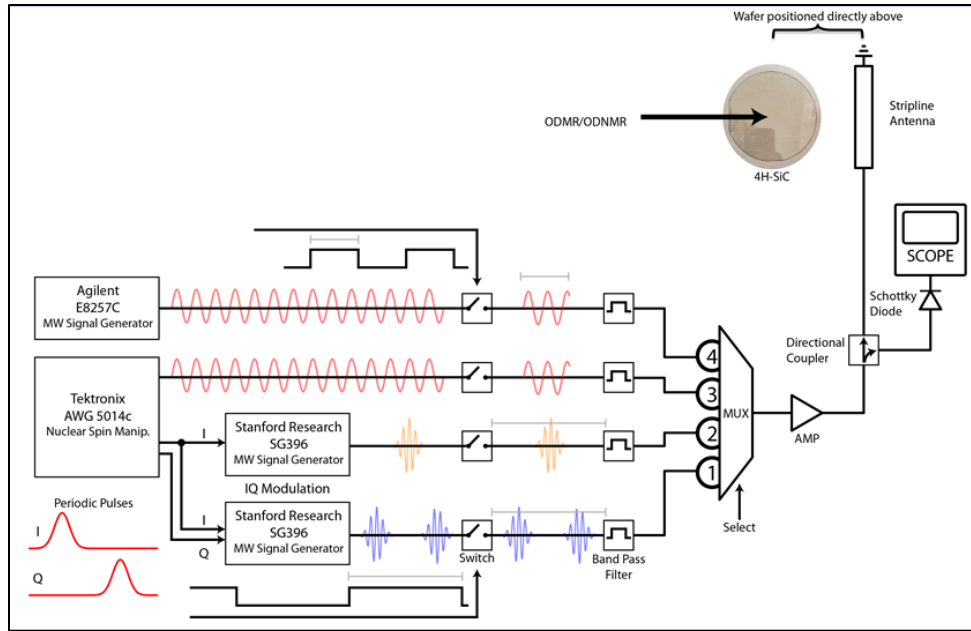 Wafer positioned directly above
ODMR/ODNMR
4H-SiC
Stripline
Antenna
SCOPE
Schottky
Diode
Directional
Coupler
Agilent
E8257C
MW Signal Generator
Tektronix
AWG 5014c
Nuclear Spin Manip.
I
Stanford Research
SG396
MW Signal Generator
IQ Modulation
I
Q
Stanford Research
SG396
MW Signal Generator
Switch
Band Pass
Filter
4
3
2
1
MUX
AMP
Select
Periodic Pulses
I
Q